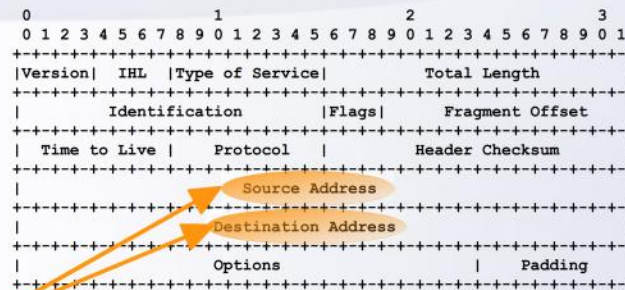 0                   1                   2                   3
0 1 2 3 4 5 6 7 8 9 0 1 2 3 4 5 6 7 8 9 0 1 2 3 4 5 6 7 8 9 0 1
+-+-+-+-+-+-+-+-+-+-+-+-+-+-+-+-+-+-+-+-+-+-+-+-+-+-+-+-+-+-+-+-
|Version|  IHL  |Type of Service|          Total Length
+-+-+-+-+-+-+-+-+-+-+-+-+-+-+-+-+-+-+-+-+-+-+-+-+-+-+-+-+-+-+-+-
|         Identification        |Flags|      Fragment Offset
+-+-+-+-+-+-+-+-+-+-+-+-+-+-+-+-+-+-+-+-+-+-+-+-+-+-+-+-+-+-+-+-
|  Time to Live |    Protocol   |         Header Checksum
+-+-+-+-+-+-+-+-+-+-+-+-+-+-+-+-+-+-+-+-+-+-+-+-+-+-+-+-+-+-+-+-
|                       Source Address
+-+-+-+-+-+-+-+-+-+-+-+-+-+-+-+-+-+-+-+-+-+-+-+-+-+-+-+-+-+-+-+-
|                    Destination Address
+-+-+-+-+-+-+-+-+-+-+-+-+-+-+-+-+-+-+-+-+-+-+-+-+-+-+-+-+-+-+-+-
|                    Options                    |    Padding
+-+-+-+-+-+-+-+-+-+-+-+-+-+-+-+-+-+-+-+-+-+-+-+-+-+-+-+-+-+-+-+-